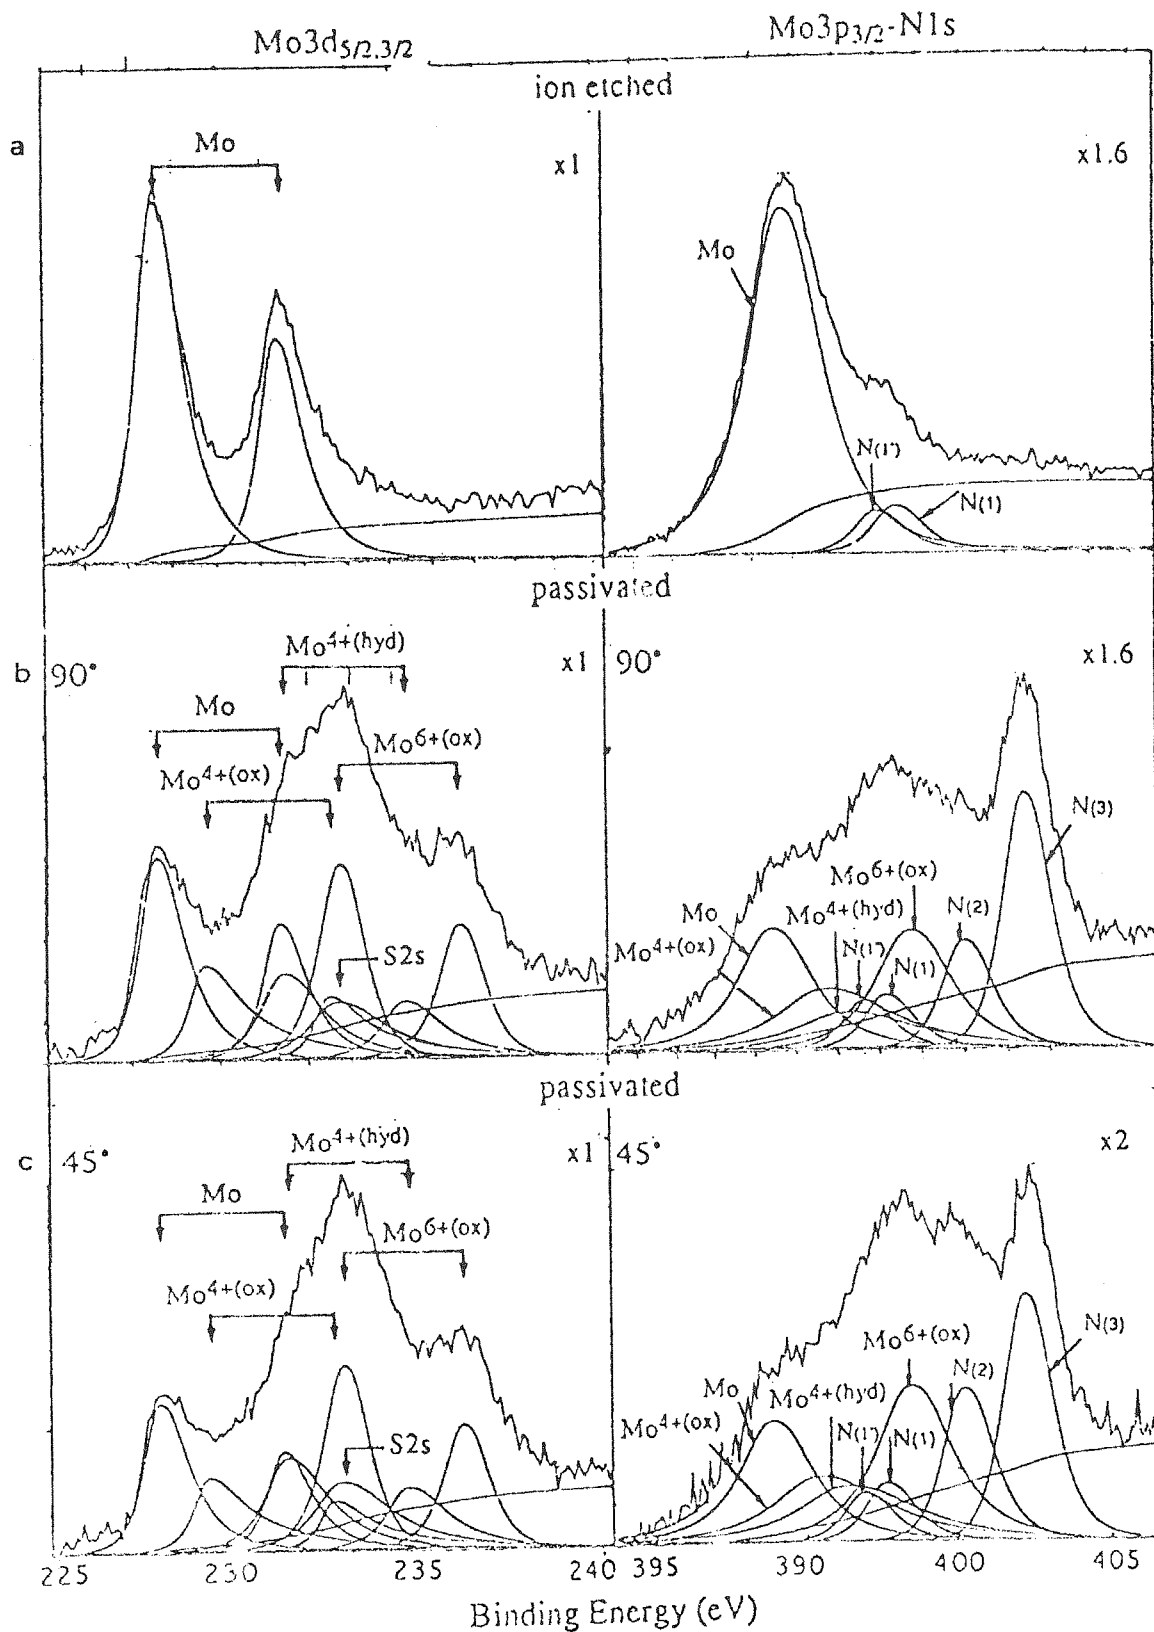 Mo3d5/2,3/2 Mo3p3/2-N1s
ion etched
a Mo x1 x1.6
Mo
N(1')
N(1)
passivated
Mo4+(hyd)
b 90° x1 90° x1.6
Mo
Mo6+(ox)
Mo4+(ox)
N(3)
Mo6+(ox)
Mo Mo4+(hyd) N(2)
S2s Mo4+(ox) N(1') N(1)
passivated
Mo4+(hyd)
c 45° x1 45° x2
Mo
Mo6+(ox)
Mo4+(ox)
Mo6+(ox) N(3)
Mo Mo4+(hyd) N(2)
S2s Mo4+(ox) N(1') N(1)
225 230 235 240 395 390 400 405
Binding Energy (eV)